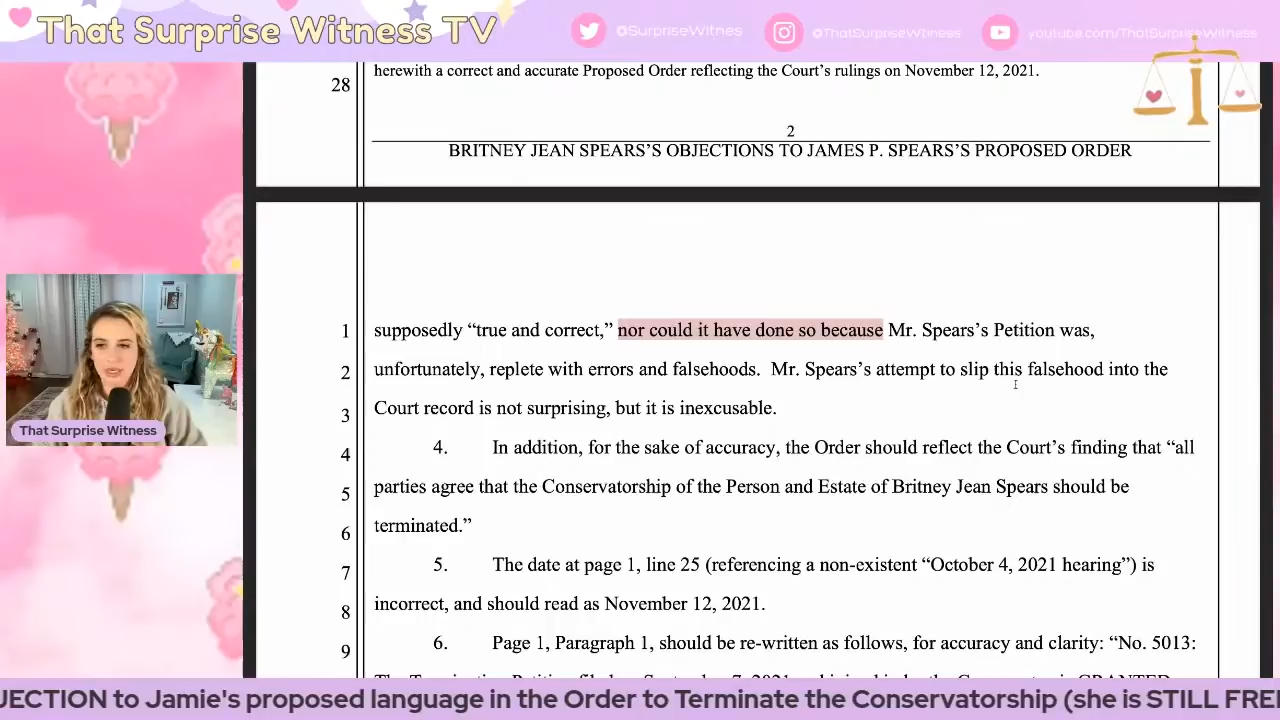 That Surprise Witness TV
@SurpriseWitnes
@ThatSurpriseWtiness
youtube.com/ThatSurpriseWitness
herewith a correct and accurate Proposed Order reflecting the Court's rulings on November 12, 2021.
28
2
BRITNEY JEAN SPEARS'S OBJECTIONS TO JAMES P. SPEARS'S PROPOSED ORDER
1 supposedly “true and correct,” nor could it have done so because Mr. Spears's Petition was,
2 unfortunately, replete with errors and falsehoods. Mr. Spears's attempt to slip this falsehood into the
3 Court record is not surprising, but it is inexcusable.
4 4. In addition, for the sake of accuracy, the Order should reflect the Court's finding that “all
5 parties agree that the Conservatorship of the Person and Estate of Britney Jean Spears should be
6 terminated.”
7 5. The date at page 1, line 25 (referencing a non-existent “October 4, 2021 hearing”) is
8 incorrect, and should read as November 12, 2021.
9 6. Page 1, Paragraph 1, should be re-written as follows, for accuracy and clarity: “No. 5013:
That Surprise Witness
JECTION to Jamie's proposed language in the Order to Terminate the Conservatorship (she is STILL FREE